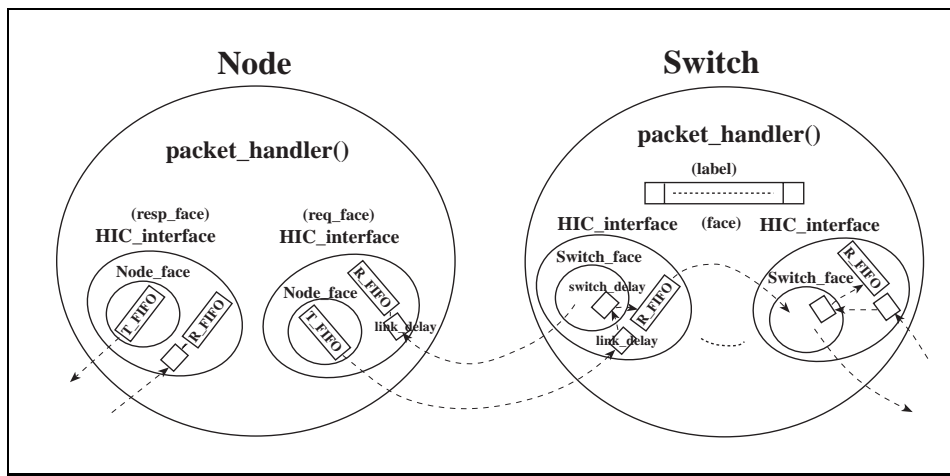 Node
packet_handler()
(resp_face)
HIC_interface
Node_face
T_FIFO
R_FIFO
(req_face)
HIC_interface
Node_face
T_FIFO
R_FIFO
link_delay
Switch
packet_handler()
(label)
(face)
HIC_interface
Switch_face
switch_delay
R_FIFO
link_delay
HIC_interface
Switch_face
R_FIFO